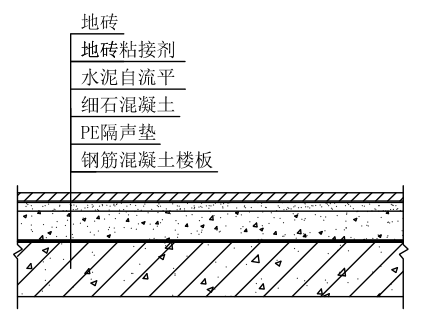 地砖
地砖粘接剂
水泥自流平
细石混凝土
PE隔声垫
钢筋混凝土楼板